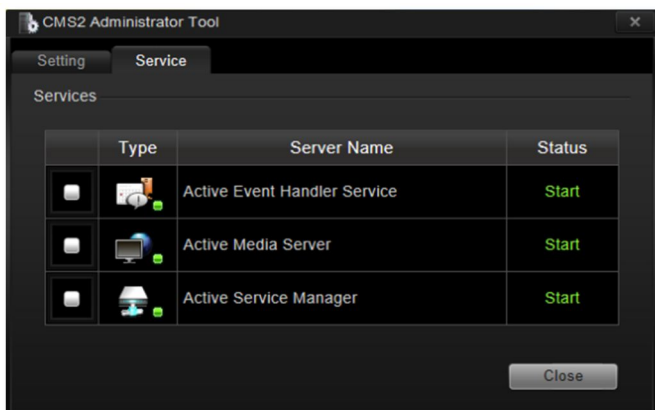 CMS2 Administrator Tool
Setting Service
Services
Type Server Name Status
Active Event Handler Service Start
Active Media Server Start
Active Service Manager Start
Close